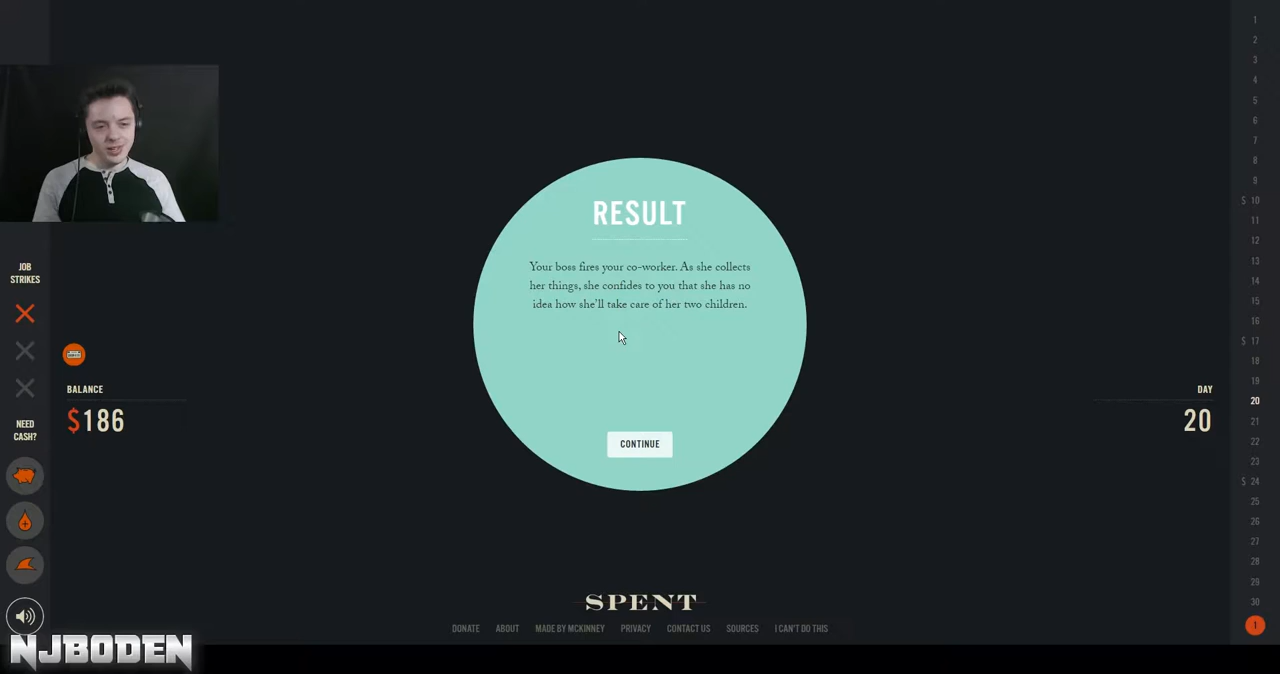 JOB
STRIKES
BALANCE
$186
NEED
CASH?
NJBODEN
RESULT
Your boss fires your co-worker. As she collects
her things, she confides to you that she has no
idea how she'll take care of her two children.
CONTINUE
SPENT
DONATE ABOUT MADE BY MCKINNEY PRIVACY CONTACT US SOURCES I CAN'T DO THIS
DAY
20
1
2
3
4
5
6
7
8
9
$ 10
11
12
13
14
15
16
$ 17
18
19
20
21
22
23
$ 24
25
26
27
28
29
30
1